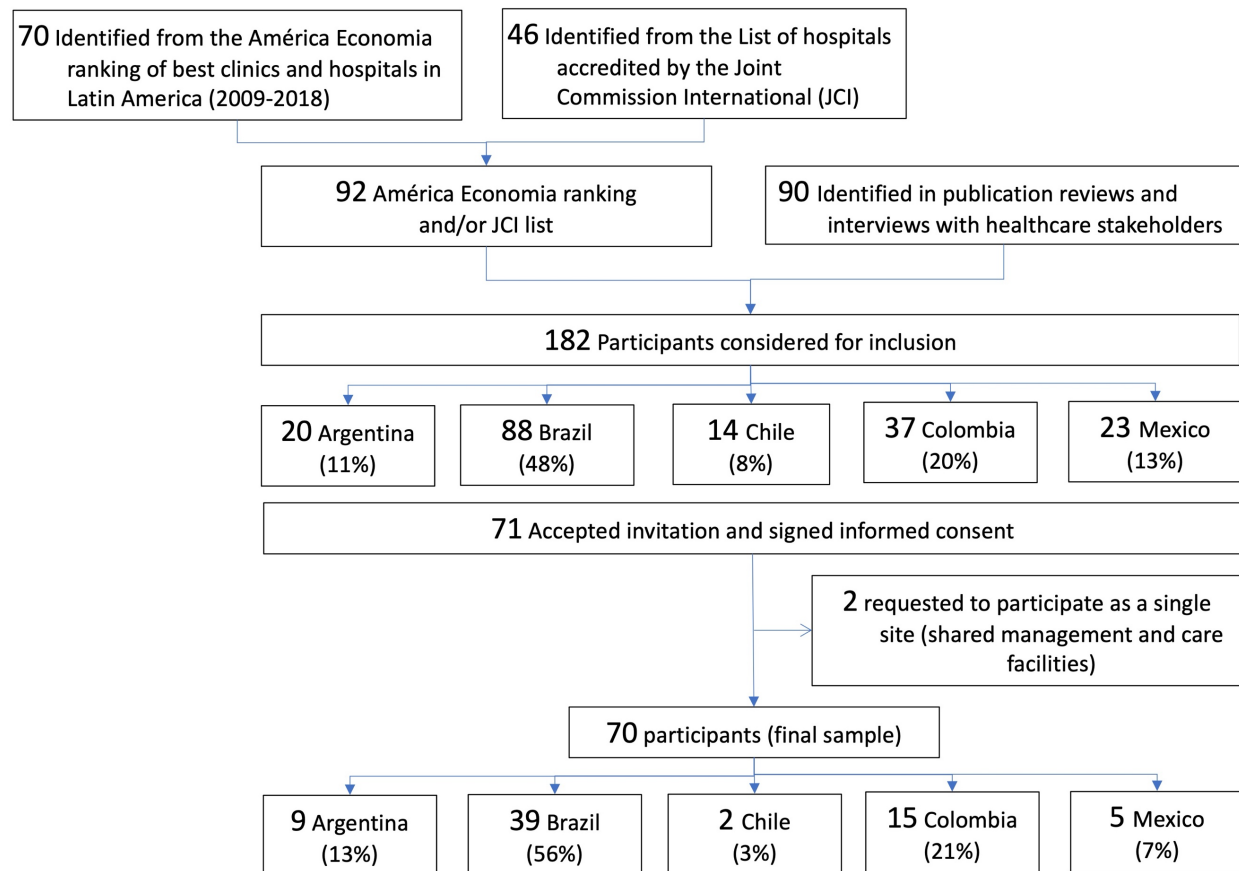 70 Identified from the América Economia
ranking of best clinics and hospitals in
Latin America (2009-2018)
46 Identified from the List of hospitals
accredited by the Joint
Commission International (JCI)
92 América Economia ranking
and/or JCI list
90 Identified in publication reviews and
interviews with healthcare stakeholders
182 Participants considered for inclusion
20 Argentina
(11%)
88 Brazil
(48%)
14 Chile
(8%)
37 Colombia
(20%)
23 Mexico
(13%)
71 Accepted invitation and signed informed consent
2 requested to participate as a single
site (shared management and care
facilities)
70 participants (final sample)
9 Argentina
(13%)
39 Brazil
(56%)
2 Chile
(3%)
15 Colombia
(21%)
5 Mexico
(7%)